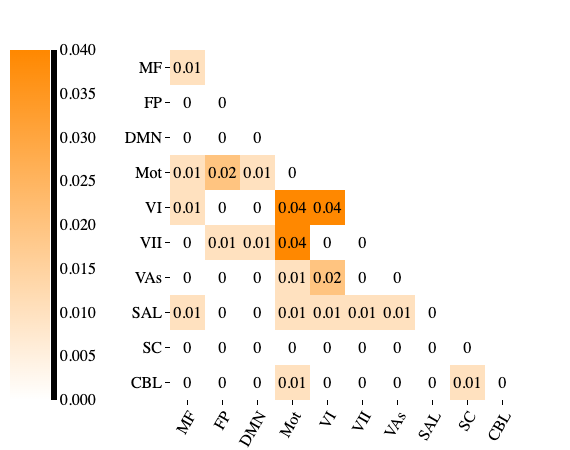 0.040
0.035
0.030
0.025
0.020
0.015
0.010
0.005
0.000
MF 0.01
FP 0 0
DMN 0 0 0
Mot 0.01 0.02 0.01 0
VI 0.01 0 0 0.04 0.04
VII 0 0.01 0.01 0.04 0 0
VAs 0 0 0 0.01 0.02 0 0
SAL 0.01 0 0 0.01 0.01 0.01 0.01 0
SC 0 0 0 0 0 0 0 0 0
CBL 0 0 0 0.01 0 0 0 0 0.01 0
MF FP DMN Mot VI VII VAs SAL SC CBL